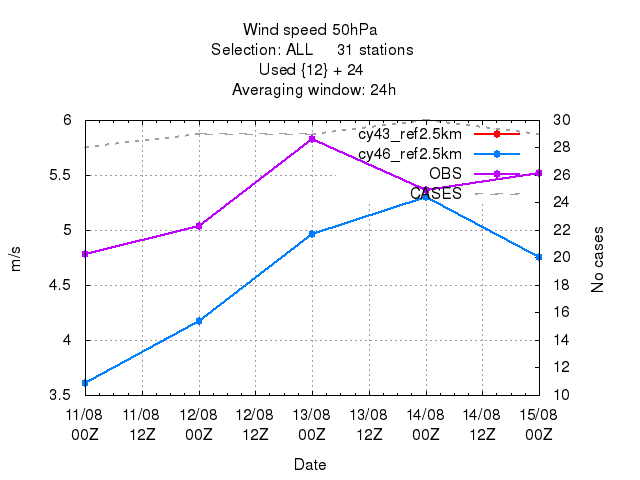 Wind speed 50hPa
Selection: ALL 31 stations
Used {12} + 24
Averaging window: 24h
6
5.5
5
4.5
4
3.5
m/s
30
28
26
24
22
20
18
16
14
12
10
No cases
cy43_ref2.5km
cy46_ref2.5km
OBS
CASES
11/08 11/08 12/08 12/08 13/08 13/08 14/08 14/08 15/08
00Z 12Z 00Z 12Z 00Z 12Z 00Z 12Z 00Z
Date